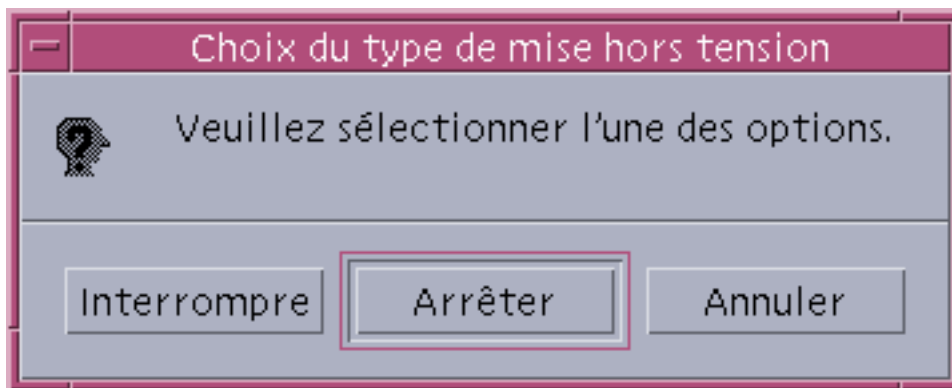 Choix du type de mise hors tension
Veuillez sélectionner l'une des options.
Interrompre
Arrêter
Annuler